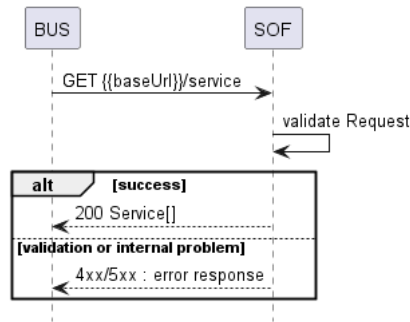 BUS
SOF
GET {{baseUrl}}/service
validate Request
alt
[success]
200 Service[]
[validation or internal problem]
4xx/5xx : error response